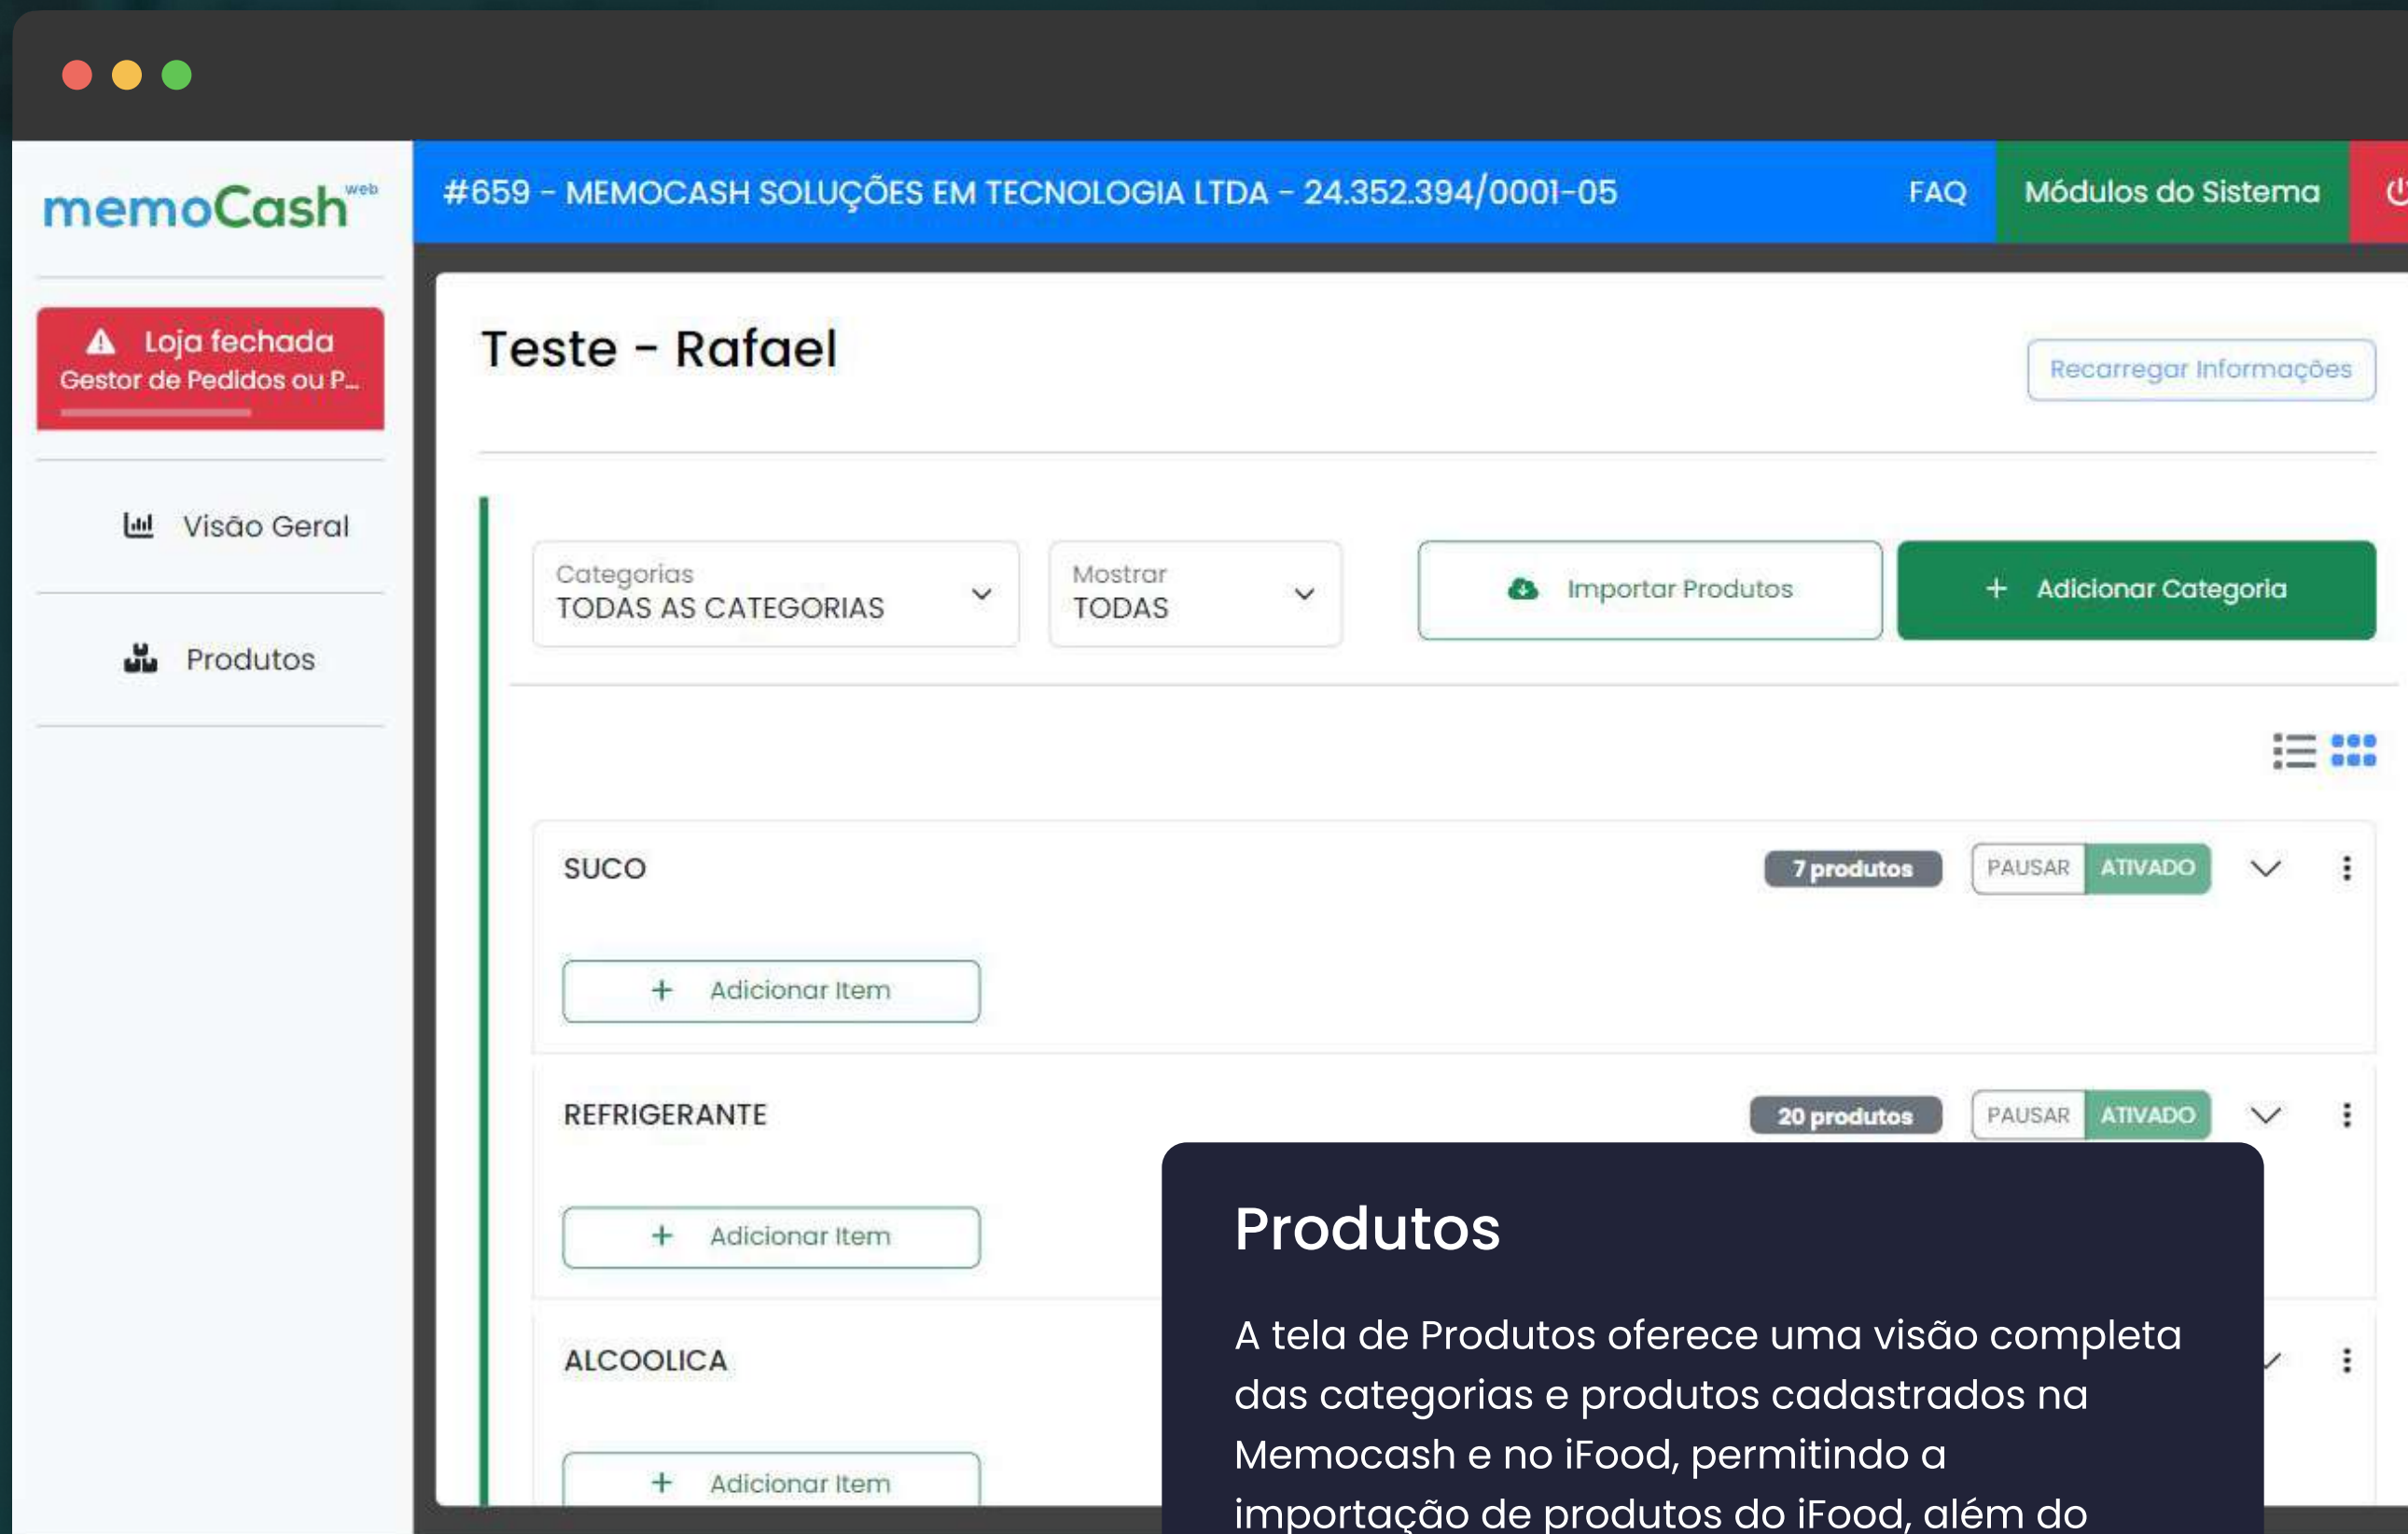 memoCash web
#659 - MEMOCASH SOLUÇÕES EM TECNOLOGIA LTDA - 24.352.394/0001-05
FAQ
Módulos do Sistema
Loja fechada
Gestor de Pedidos ou P...
Visão Geral
Produtos
Teste - Rafael
Recarregar Informações
Categorias
TODAS AS CATEGORIAS
Mostrar
TODAS
Importar Produtos
+ Adicionar Categoria
SUCO
7 produtos
PAUSAR ATIVADO
+ Adicionar Item
REFRIGERANTE
20 produtos
PAUSAR ATIVADO
+ Adicionar Item
ALCOOLICA
+ Adicionar Item
Produtos
A tela de Produtos oferece uma visão completa
das categorias e produtos cadastrados na
Memocash e no iFood, permitindo a
importação de produtos do iFood, além do